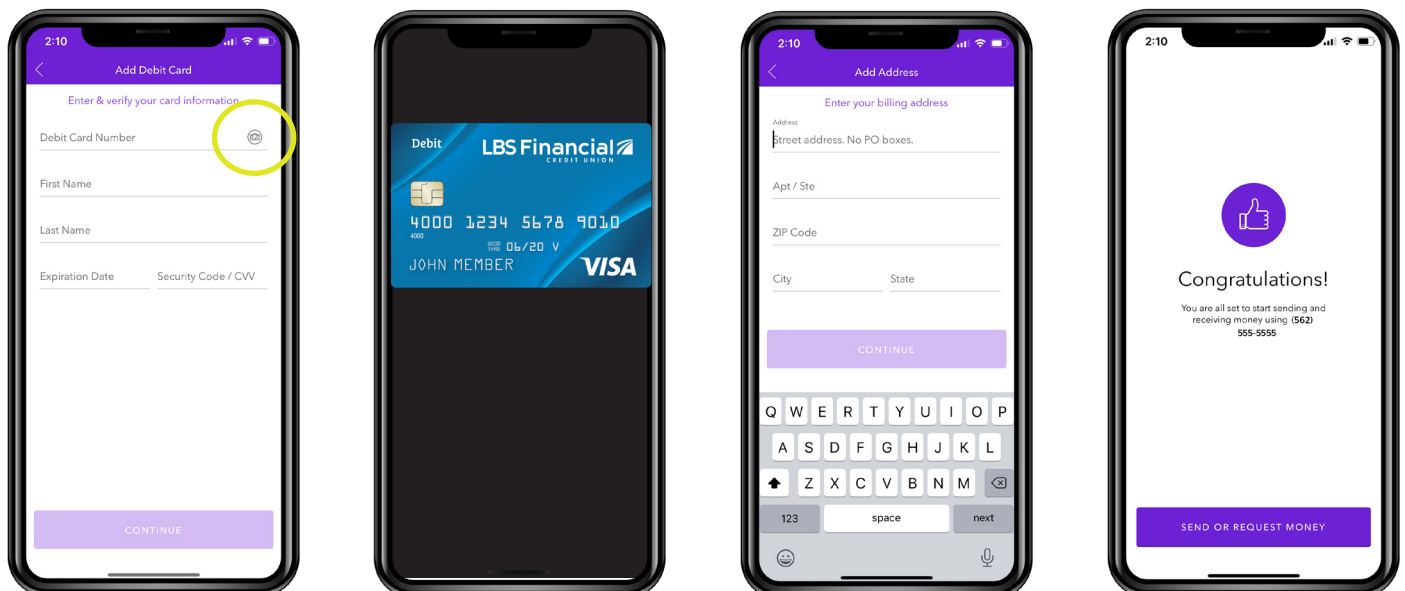 2:10
Add Debit Card
Enter & verify your card information
Debit Card Number
First Name
Last Name
Expiration Date Security Code / CVV
CONTINUE
Debit LBS Financial
CREDIT UNION
4000 1234 5678 9010
4000
GOOD THRU 06/20 V
JOHN MEMBER VISA
2:10
Add Address
Enter your billing address
Address
Street address. No PO boxes.
Apt / Ste
ZIP Code
City State
CONTINUE
Q W E R T Y U I O P
A S D F G H J K L
Z X C V B N M
123 space next
2:10
Congratulations!
You are all set to start sending and
receiving money using (562)
555-5555
SEND OR REQUEST MONEY